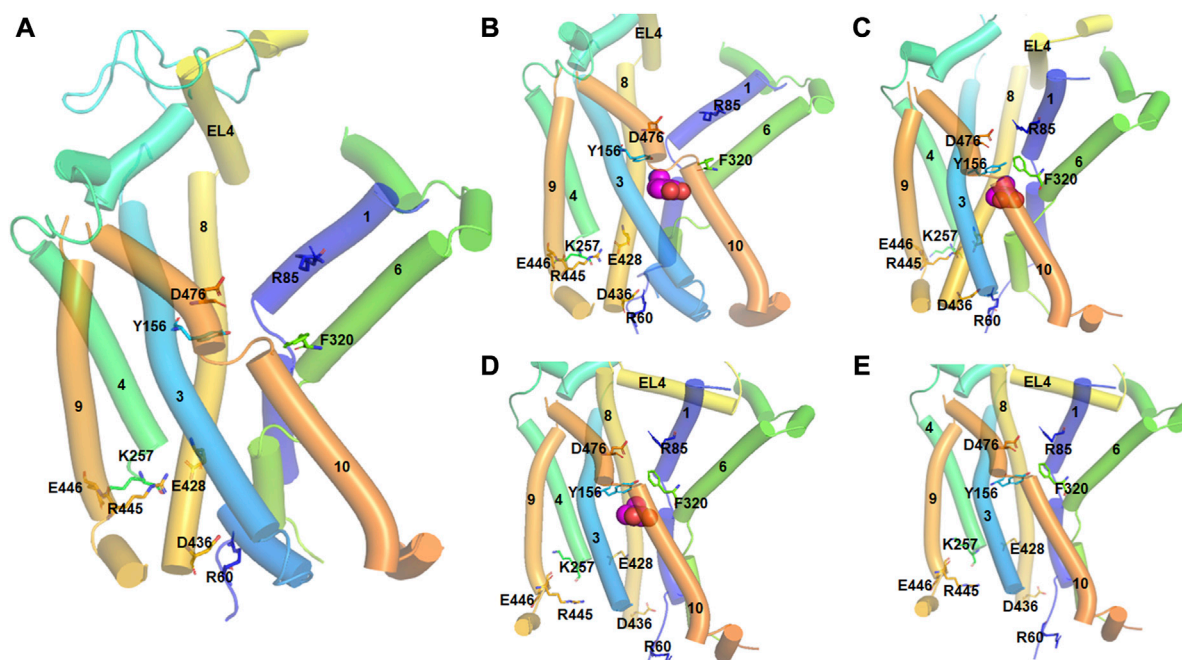 A
EL4
8
1
R85
6
D476
Y156
F320
4
3
9
10
K257
E446
R445
E428
D436
R60
B
EL4
8
1
R85
6
D476
Y156
F320
9
4
3
K257
E446
R445
E428
10
D436
R60
C
EL4
8
1
R85
D476
4
Y156
6
F320
9
3
K257
E446
R445
10
D436
R60
D
EL4
8
1
D476
R85
6
9
4
Y156
F320
3
K257
E428
E446
R445
10
D436
R60
E
EL4
8
1
4
D476
R85
6
9
Y156
F320
3
K257
E428
E446
R445
10
D436
R60